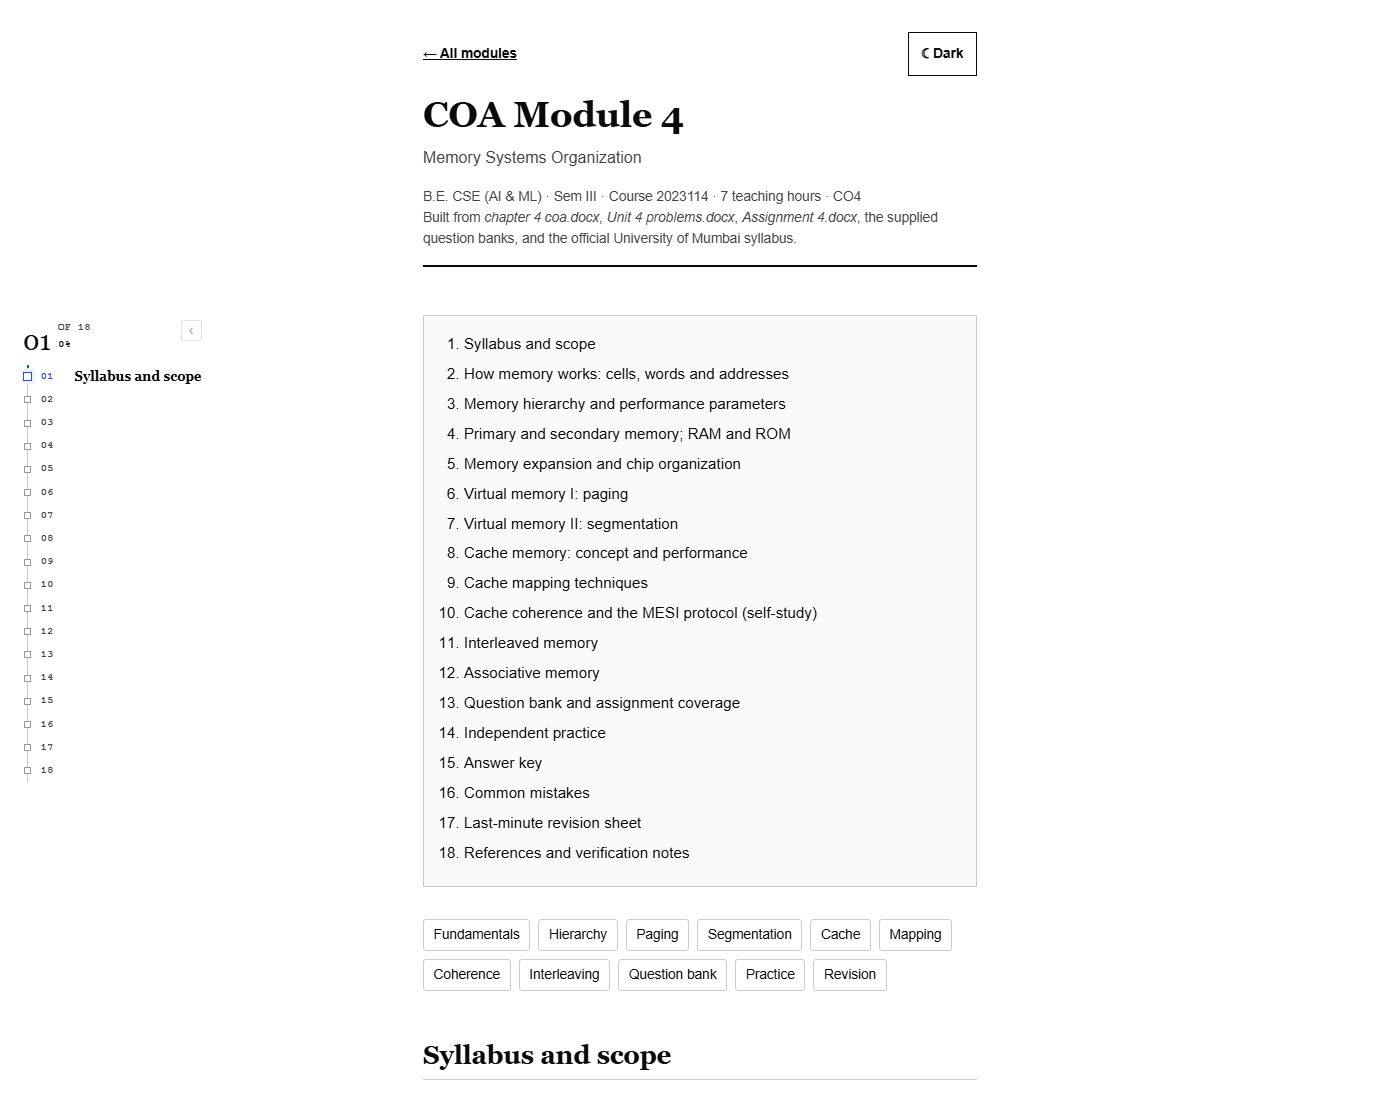 ← All modules
☾ Dark
COA Module 4
Memory Systems Organization
B.E. CSE (AI & ML) · Sem III · Course 2023114 · 7 teaching hours · CO4
Built from chapter 4 coa.docx, Unit 4 problems.docx, Assignment 4.docx, the supplied
question banks, and the official University of Mumbai syllabus.
01 OF 18
0%
‹
01 Syllabus and scope
02
03
04
05
06
07
08
09
10
11
12
13
14
15
16
17
18
1. Syllabus and scope
2. How memory works: cells, words and addresses
3. Memory hierarchy and performance parameters
4. Primary and secondary memory; RAM and ROM
5. Memory expansion and chip organization
6. Virtual memory I: paging
7. Virtual memory II: segmentation
8. Cache memory: concept and performance
9. Cache mapping techniques
10. Cache coherence and the MESI protocol (self-study)
11. Interleaved memory
12. Associative memory
13. Question bank and assignment coverage
14. Independent practice
15. Answer key
16. Common mistakes
17. Last-minute revision sheet
18. References and verification notes
Fundamentals Hierarchy Paging Segmentation Cache Mapping
Coherence Interleaving Question bank Practice Revision
Syllabus and scope